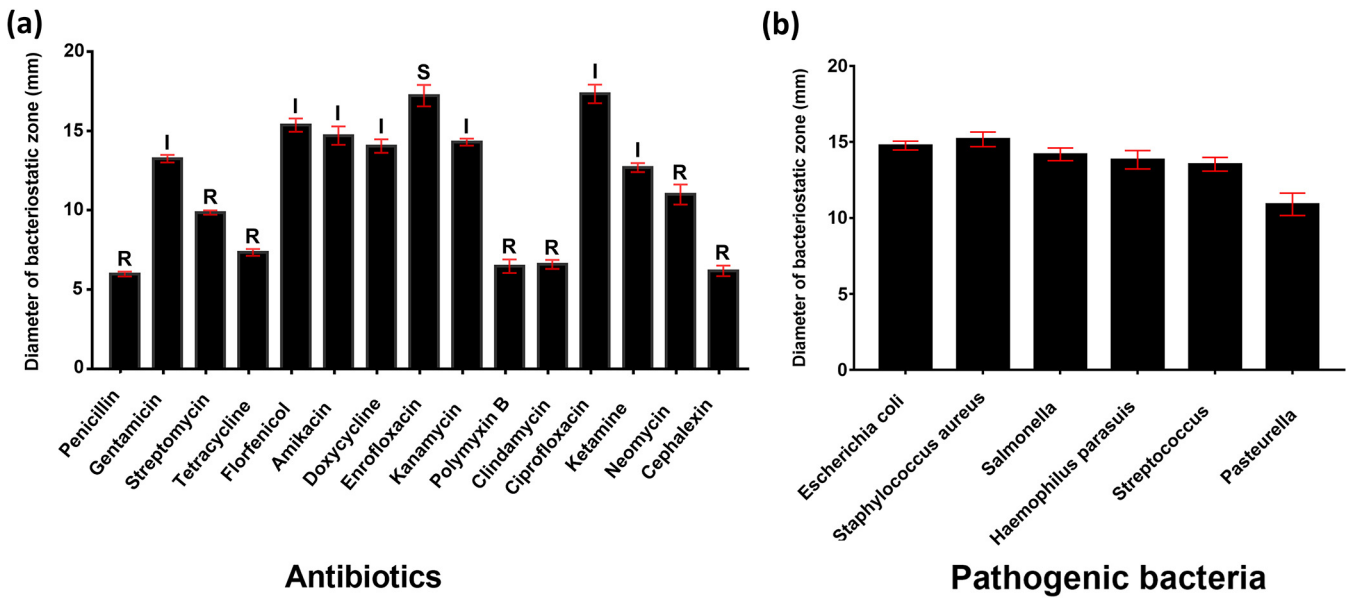 (a)
Diameter of bacteriostatic zone (mm)
20
15
10
5
0
R
I
R
R
I
I
I
S
I
R
R
I
I
R
R
Penicillin
Gentamicin
Streptomycin
Tetracycline
Florfenicol
Amikacin
Doxycycline
Enrofloxacin
Kanamycin
Polymyxin B
Clindamycin
Ciprofloxacin
Ketamine
Neomycin
Cephalexin
Antibiotics
(b)
Diameter of bacteriostatic zone (mm)
20
15
10
5
0
Escherichia coli
Staphylococcus aureus
Salmonella
Haemophilus parasuis
Streptococcus
Pasteurella
Pathogenic bacteria